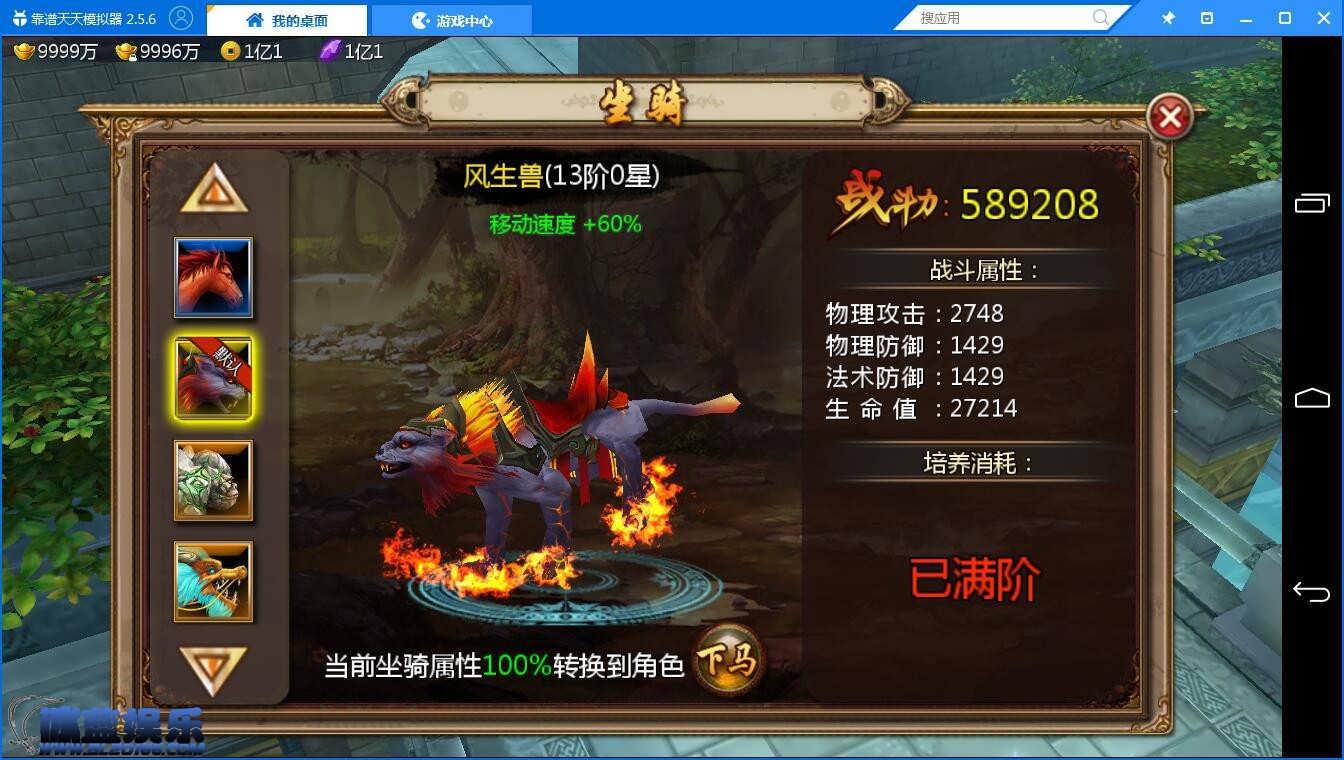 靠谱天天模拟器 2.5.6
我的桌面
游戏中心
搜应用
9999万 9996万 1亿1 1亿1
坐骑
风生兽(13阶0星)
移动速度 +60%
默认
战斗力: 589208
战斗属性:
物理攻击:2748
物理防御:1429
法术防御:1429
生 命 值 :27214
培养消耗:
已满阶
当前坐骑属性100%转换到角色
下马